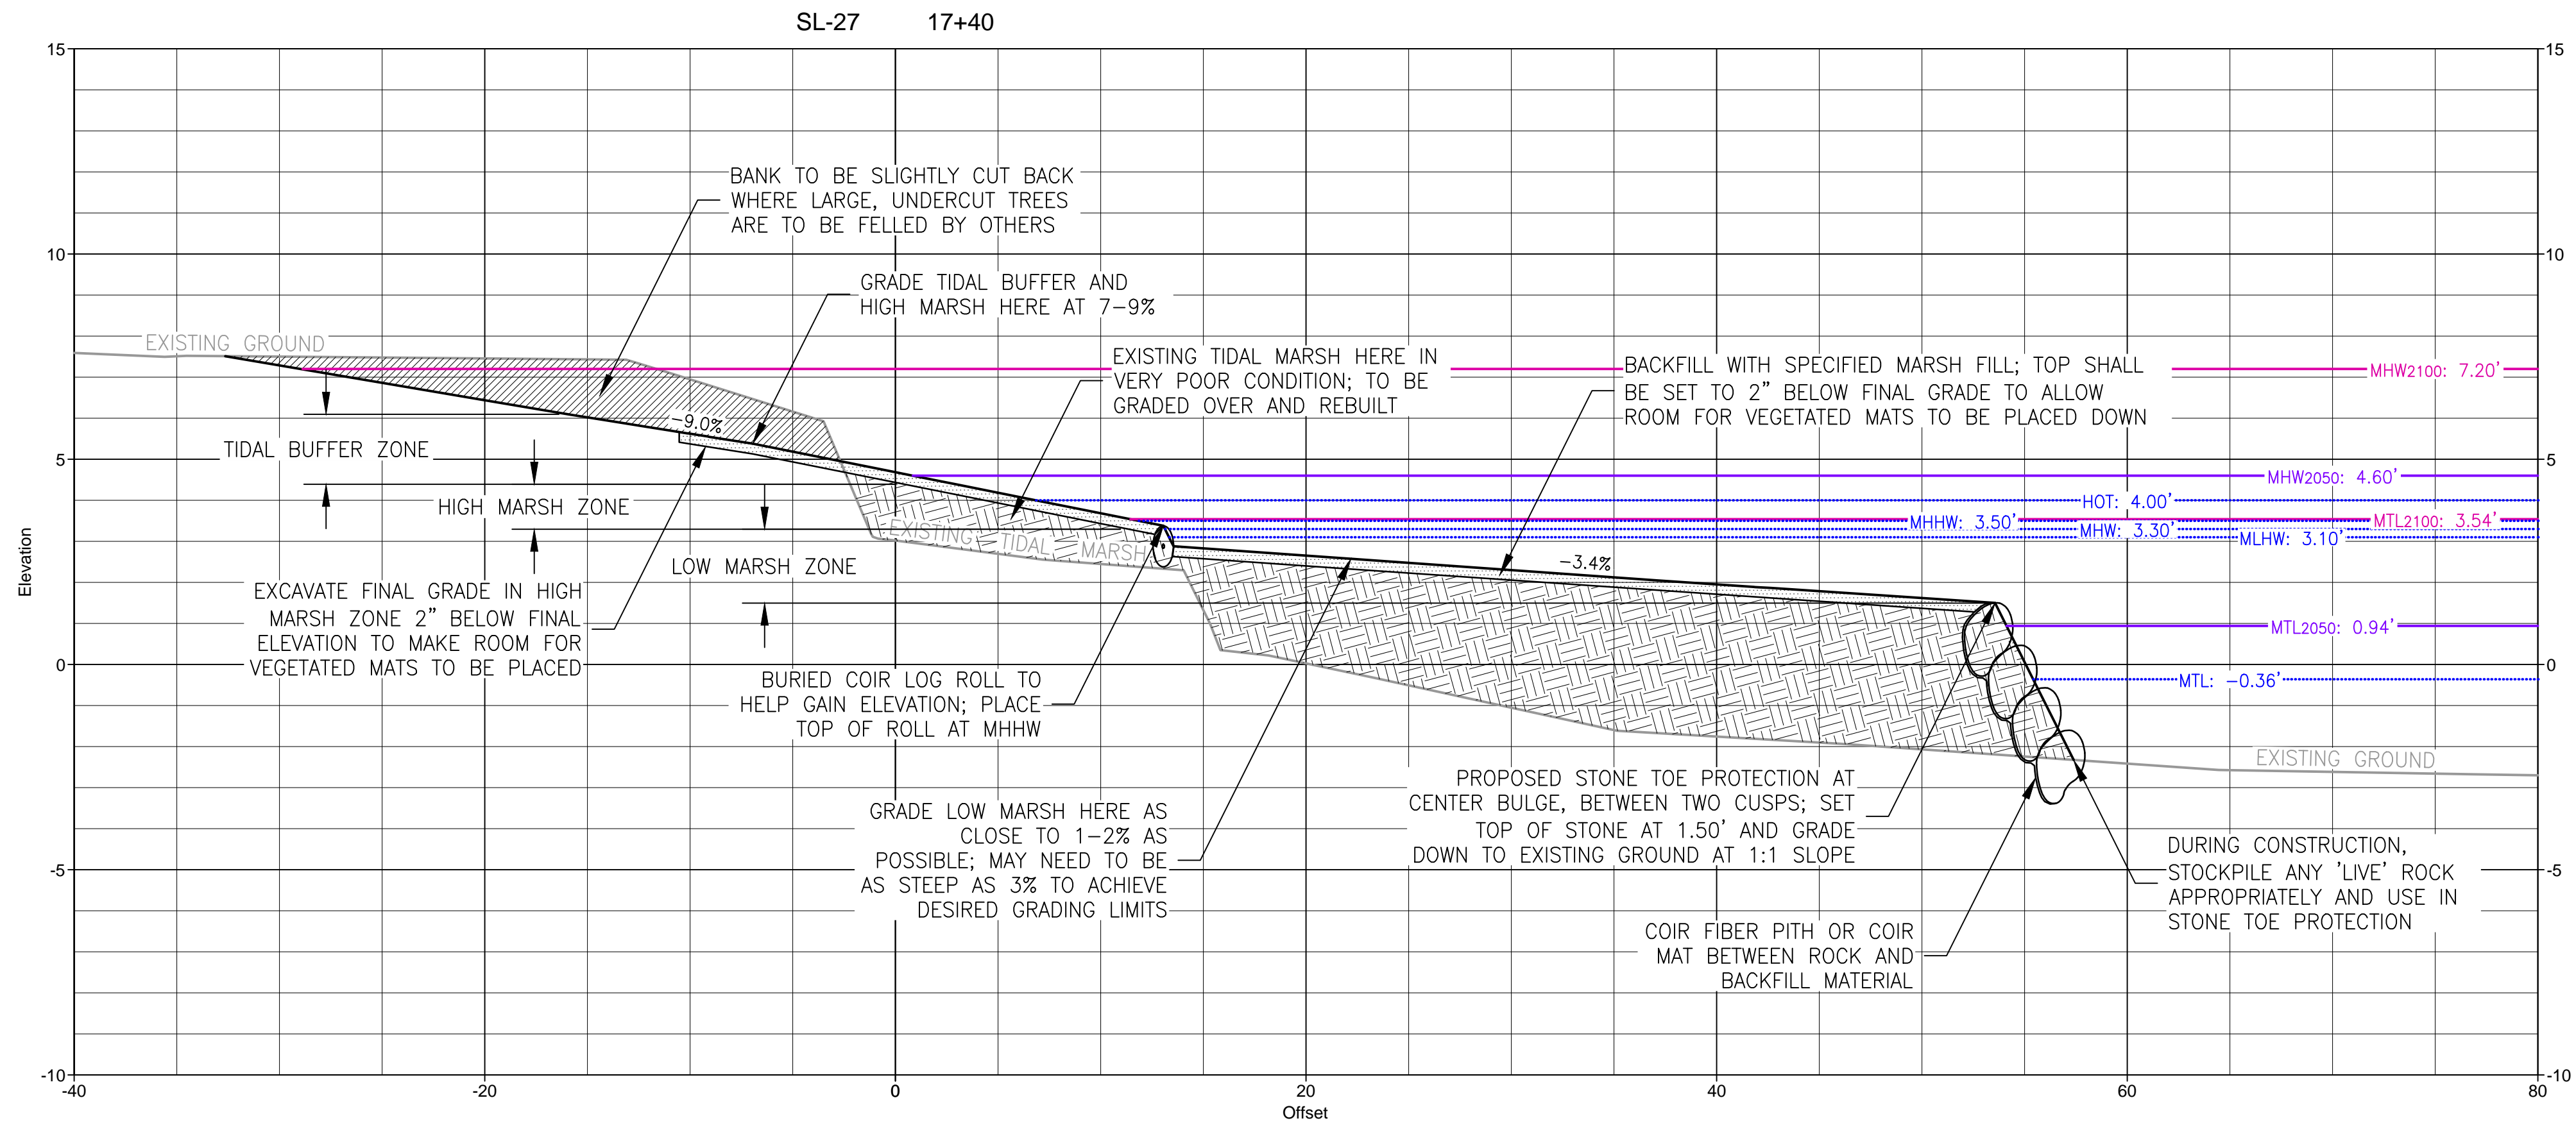 SL-27 17+40
15
15
BANK TO BE SLIGHTLY CUT BACK
WHERE LARGE, UNDERCUT TREES
ARE TO BE FELLED BY OTHERS
10
10
GRADE TIDAL BUFFER AND
HIGH MARSH HERE AT 7-9%
EXISTING GROUND
EXISTING TIDAL MARSH HERE IN
VERY POOR CONDITION; TO BE
GRADED OVER AND REBUILT
BACKFILL WITH SPECIFIED MARSH FILL; TOP SHALL
BE SET TO 2” BELOW FINAL GRADE TO ALLOW
ROOM FOR VEGETATED MATS TO BE PLACED DOWN
MHW2100: 7.20’
-9.0%
TIDAL BUFFER ZONE
5
5
MHW2050: 4.60’
HIGH MARSH ZONE
HOT: 4.00’
MHHW: 3.50’
MTL2100: 3.54’
MHW: 3.30’
MLHW: 3.10’
EXISTING TIDAL MARSH
LOW MARSH ZONE
-3.4%
Elevation
EXCAVATE FINAL GRADE IN HIGH
MARSH ZONE 2” BELOW FINAL
ELEVATION TO MAKE ROOM FOR
VEGETATED MATS TO BE PLACED
MTL2050: 0.94’
0
0
BURIED COIR LOG ROLL TO
HELP GAIN ELEVATION; PLACE
TOP OF ROLL AT MHHW
MTL: -0.36’
EXISTING GROUND
PROPOSED STONE TOE PROTECTION AT
CENTER BULGE, BETWEEN TWO CUSPS; SET
TOP OF STONE AT 1.50’ AND GRADE
DOWN TO EXISTING GROUND AT 1:1 SLOPE
GRADE LOW MARSH HERE AS
CLOSE TO 1-2% AS
POSSIBLE; MAY NEED TO BE
AS STEEP AS 3% TO ACHIEVE
DESIRED GRADING LIMITS
-5
-5
DURING CONSTRUCTION,
STOCKPILE ANY 'LIVE' ROCK
APPROPRIATELY AND USE IN
STONE TOE PROTECTION
COIR FIBER PITH OR COIR
MAT BETWEEN ROCK AND
BACKFILL MATERIAL
-10
-10
-40 -20 0 20 40 60 80
Offset